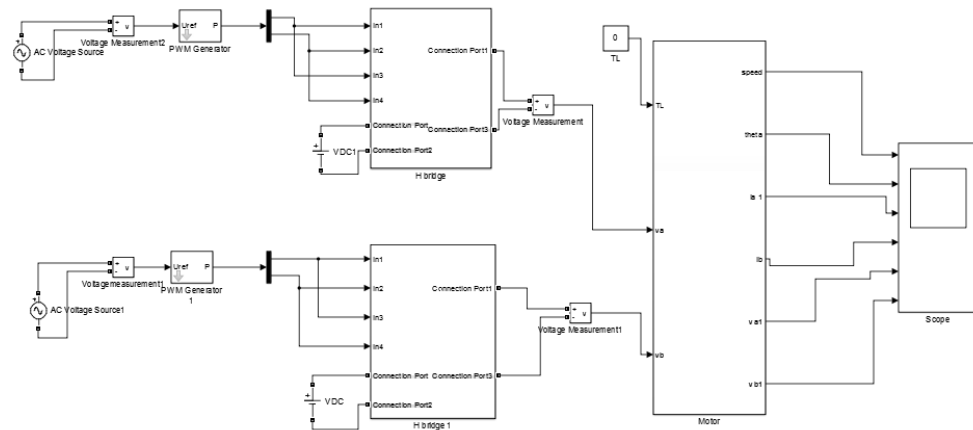 Uref
P
v
AC Voltage Source
Voltage Measurement2
PWM Generator
In1
In2
In3
In4
Connection Port
Connection Port2
Connection Port1
Connection Port3
VDC1
H bridge
v
Voltage Measurement
0
TL
TL
va
vb
speed
theta
Ia 1
Ib
va1
vb1
Motor
Scope
v
Uref
P
AC Voltage Source1
Voltagemeasurement1
PWM Generator
1
In1
In2
In3
In4
Connection Port
Connection Port2
Connection Port1
Connection Port3
VDC
H bridge 1
v
Voltage Measurement1